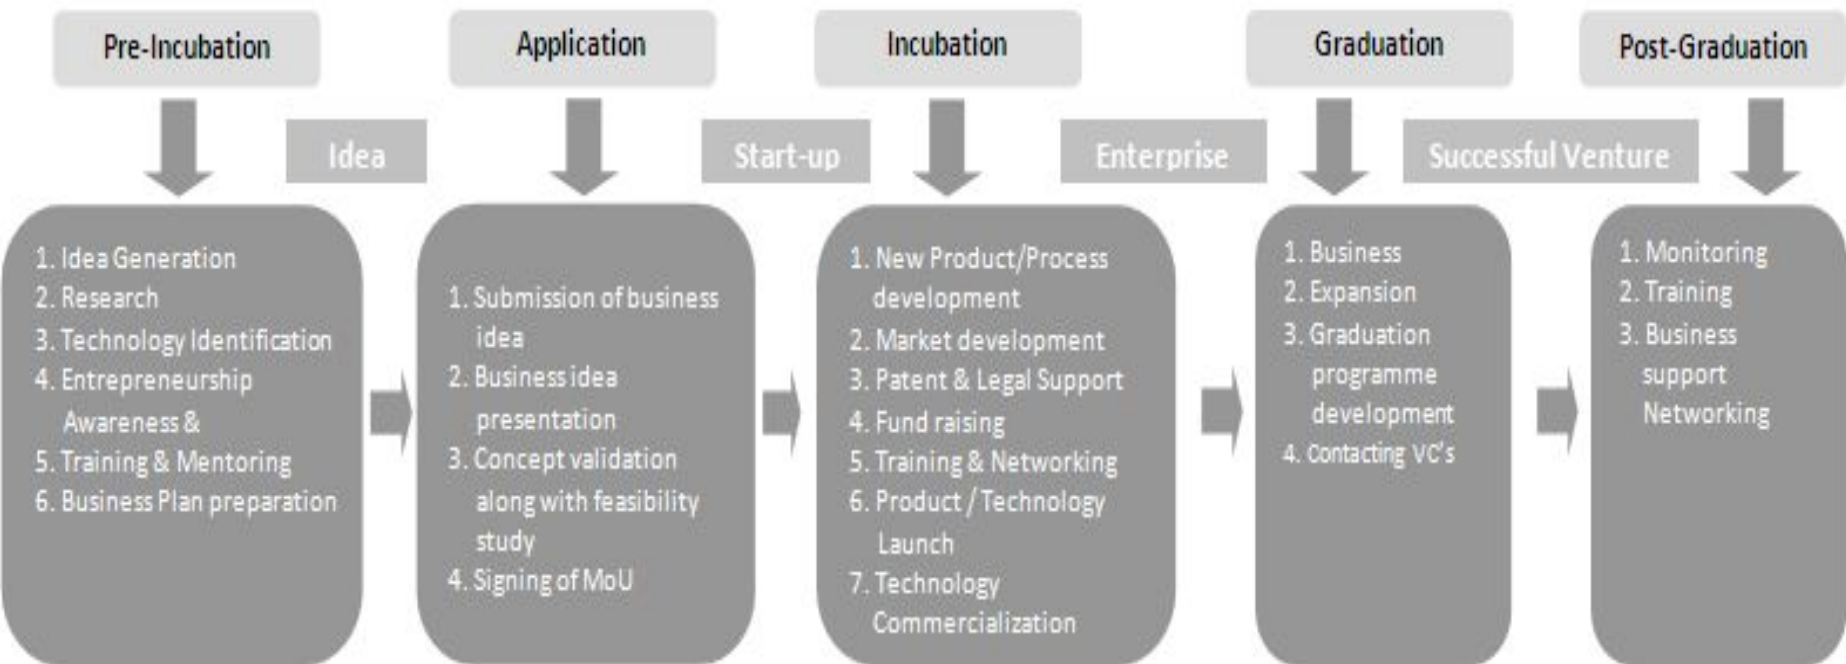 Pre-Incubation
Application
Incubation
Graduation
Post-Graduation
Idea
Start-up
Enterprise
Successful Venture
1. Idea Generation
2. Research
3. Technology Identification
4. Entrepreneurship
Awareness &
5. Training & Mentoring
6. Business Plan preparation
1. Submission of business
idea
2. Business idea
presentation
3. Concept validation
along with feasibility
study
4. Signing of MoU
1. New Product/Process
development
2. Market development
3. Patent & Legal Support
4. Fund raising
5. Training & Networking
6. Product / Technology
Launch
7. Technology
Commercialization
1. Business
2. Expansion
3. Graduation
programme
development
4. Contacting VC's
1. Monitoring
2. Training
3. Business
support
Networking